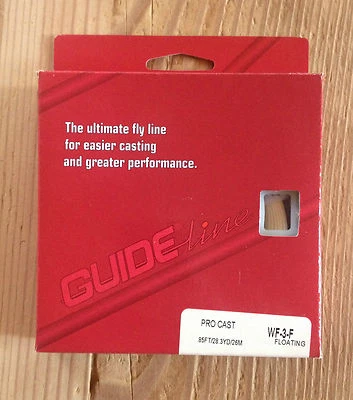 The ultimate fly line
for easier casting
and greater performance.
GUIDEline
PRO CAST
WF-3-F
.85FT/28.3YD/26M
FLOATING